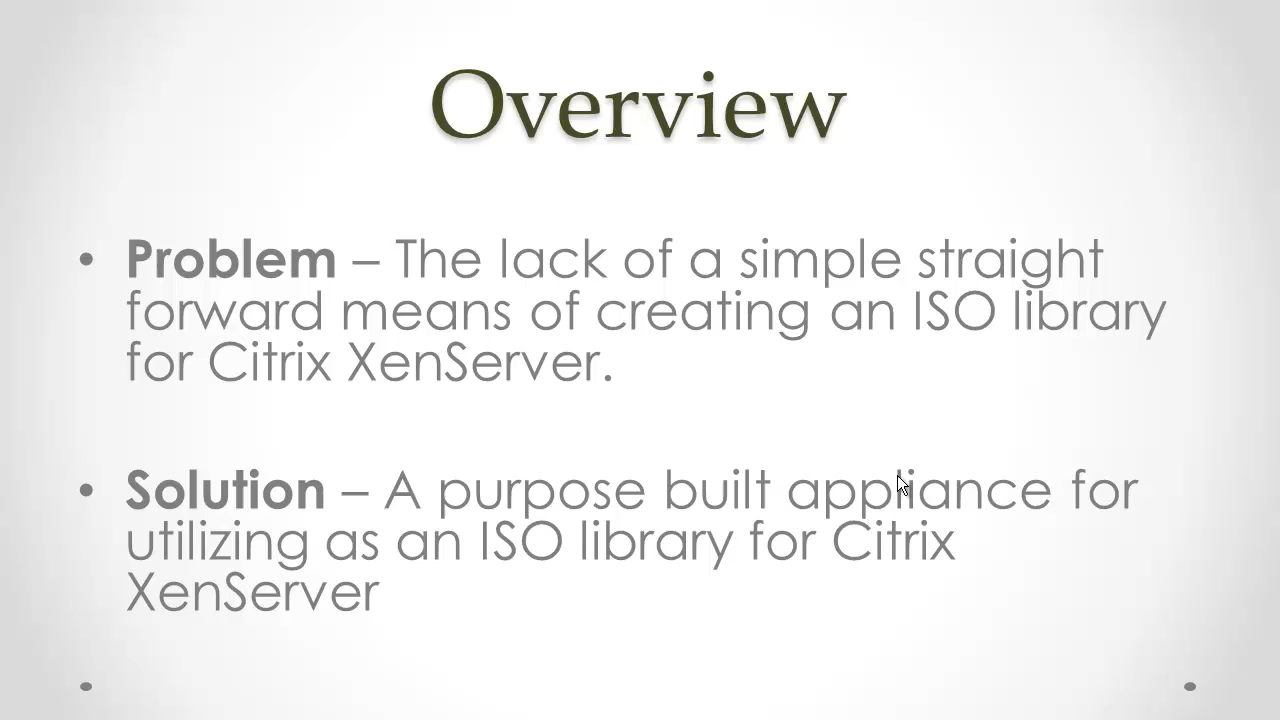 Overview
• Problem – The lack of a simple straight
forward means of creating an ISO library
for Citrix XenServer.
• Solution – A purpose built appliance for
utilizing as an ISO library for Citrix
XenServer